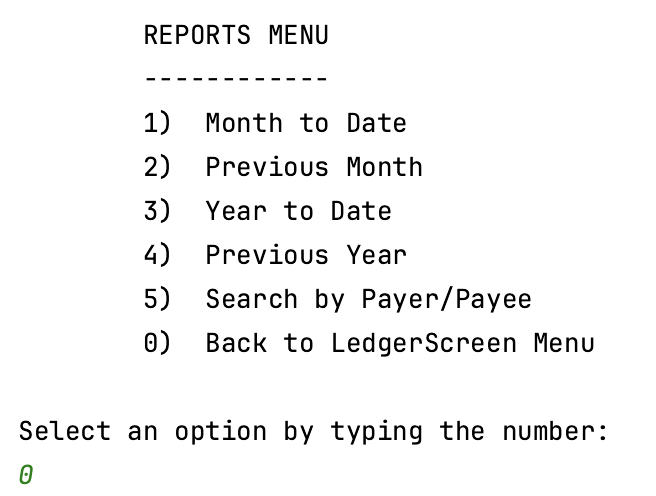 REPORTS MENU
------------
1)  Month to Date
2)  Previous Month
3)  Year to Date
4)  Previous Year
5)  Search by Payer/Payee
0)  Back to LedgerScreen Menu
Select an option by typing the number:
0